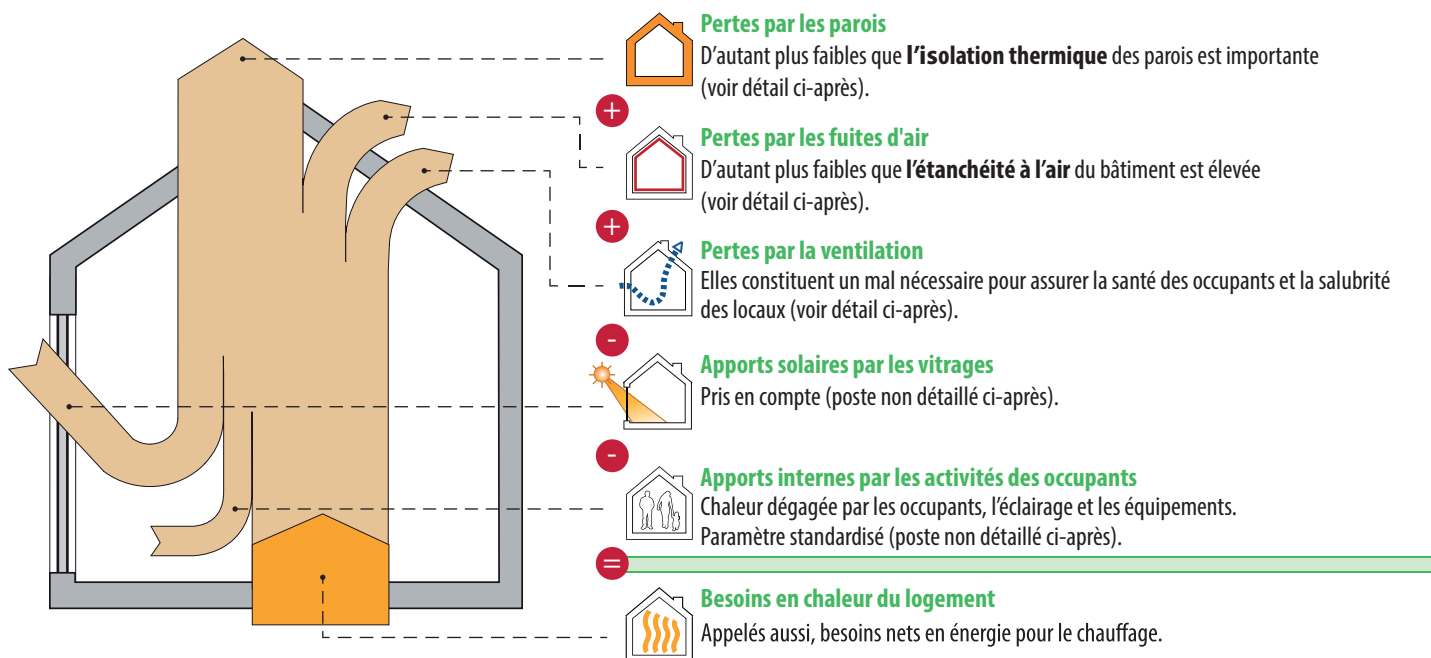 Pertes par les parois
D'autant plus faibles que l'isolation thermique des parois est importante
(voir détail ci-après).
+
Pertes par les fuites d'air
D'autant plus faibles que l'étanchéité à l'air du bâtiment est élevée
(voir détail ci-après).
+
Pertes par la ventilation
Elles constituent un mal nécessaire pour assurer la santé des occupants et la salubrité
des locaux (voir détail ci-après).
-
Apports solaires par les vitrages
Pris en compte (poste non détaillé ci-après).
-
Apports internes par les activités des occupants
Chaleur dégagée par les occupants, l'éclairage et les équipements.
Paramètre standardisé (poste non détaillé ci-après).
=
Besoins en chaleur du logement
Appelés aussi, besoins nets en énergie pour le chauffage.